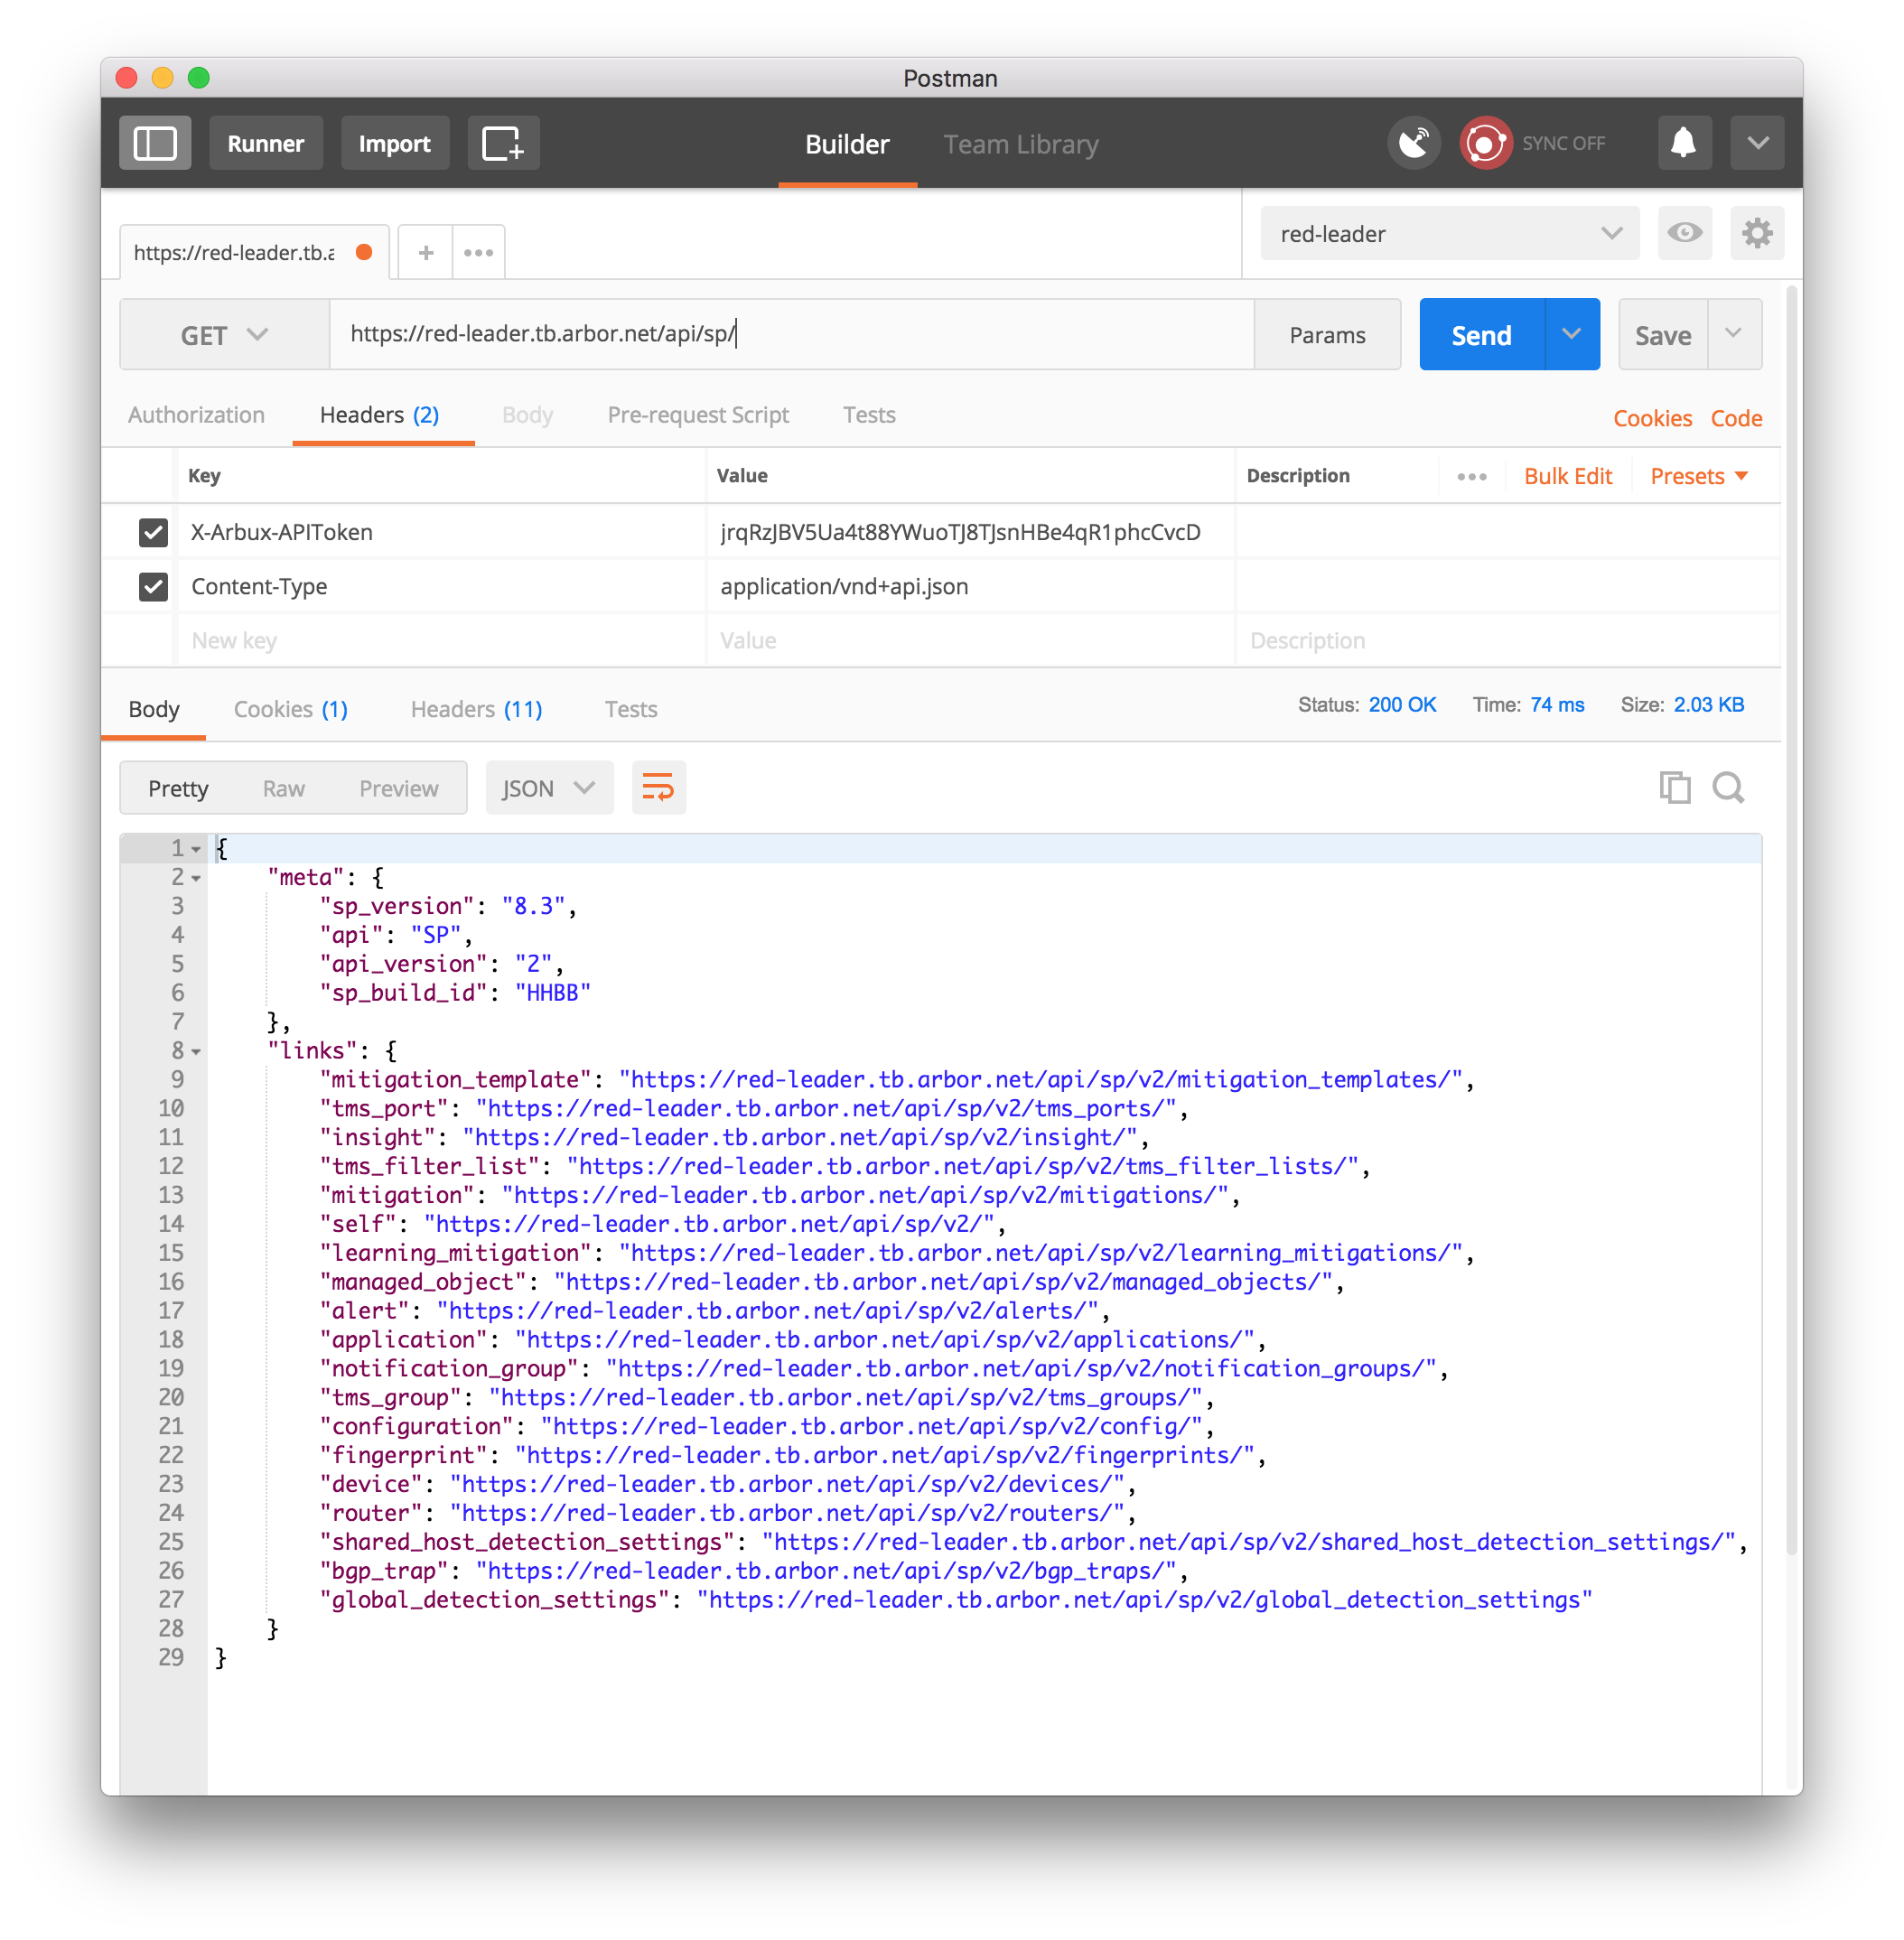 Postman
Runner Import Builder Team Library SYNC OFF
https://red-leader.tb.a + ••• red-leader
GET https://red-leader.tb.arbor.net/api/sp/ Params Send Save
Authorization Headers (2) Body Pre-request Script Tests Cookies Code
Key Value Description ••• Bulk Edit Presets
X-Arbux-APIToken jrqRzJBV5Ua4t88YWuoTJ8TJsnHBe4qR1phcCvcD
Content-Type application/vnd+api.json
New key Value Description
Body Cookies (1) Headers (11) Tests Status: 200 OK Time: 74 ms Size: 2.03 KB
Pretty Raw Preview JSON
1 {
2 "meta": {
3 "sp_version": "8.3",
4 "api": "SP",
5 "api_version": "2",
6 "sp_build_id": "HHBB"
7 },
8 "links": {
9 "mitigation_template": "https://red-leader.tb.arbor.net/api/sp/v2/mitigation_templates/",
10 "tms_port": "https://red-leader.tb.arbor.net/api/sp/v2/tms_ports/",
11 "insight": "https://red-leader.tb.arbor.net/api/sp/v2/insight/",
12 "tms_filter_list": "https://red-leader.tb.arbor.net/api/sp/v2/tms_filter_lists/",
13 "mitigation": "https://red-leader.tb.arbor.net/api/sp/v2/mitigations/",
14 "self": "https://red-leader.tb.arbor.net/api/sp/v2/",
15 "learning_mitigation": "https://red-leader.tb.arbor.net/api/sp/v2/learning_mitigations/",
16 "managed_object": "https://red-leader.tb.arbor.net/api/sp/v2/managed_objects/",
17 "alert": "https://red-leader.tb.arbor.net/api/sp/v2/alerts/",
18 "application": "https://red-leader.tb.arbor.net/api/sp/v2/applications/",
19 "notification_group": "https://red-leader.tb.arbor.net/api/sp/v2/notification_groups/",
20 "tms_group": "https://red-leader.tb.arbor.net/api/sp/v2/tms_groups/",
21 "configuration": "https://red-leader.tb.arbor.net/api/sp/v2/config/",
22 "fingerprint": "https://red-leader.tb.arbor.net/api/sp/v2/fingerprints/",
23 "device": "https://red-leader.tb.arbor.net/api/sp/v2/devices/",
24 "router": "https://red-leader.tb.arbor.net/api/sp/v2/routers/",
25 "shared_host_detection_settings": "https://red-leader.tb.arbor.net/api/sp/v2/shared_host_detection_settings/",
26 "bgp_trap": "https://red-leader.tb.arbor.net/api/sp/v2/bgp_traps/",
27 "global_detection_settings": "https://red-leader.tb.arbor.net/api/sp/v2/global_detection_settings"
28 }
29 }